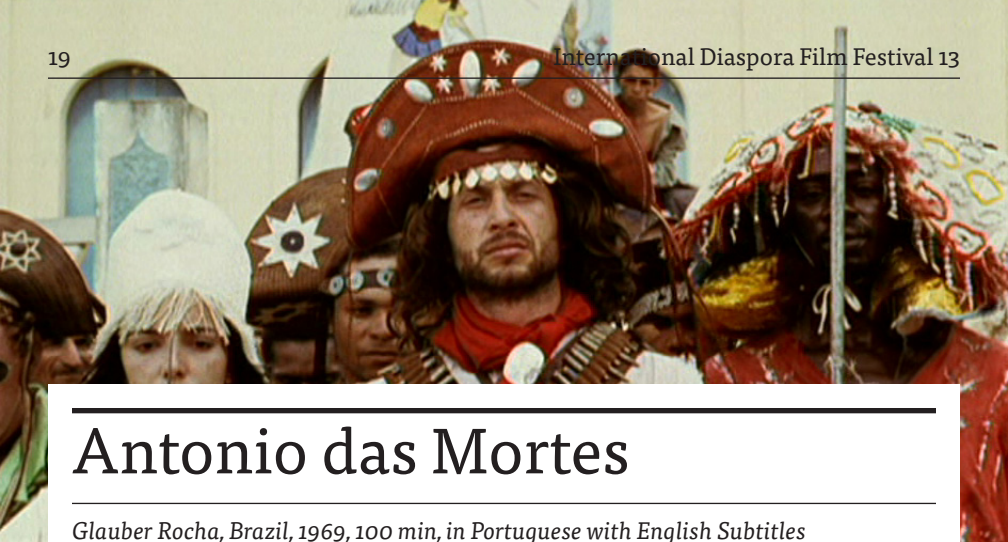 19
International Diaspora Film Festival 13
Antonio das Mortes
Glauber Rocha, Brazil, 1969, 100 min, in Portuguese with English Subtitles